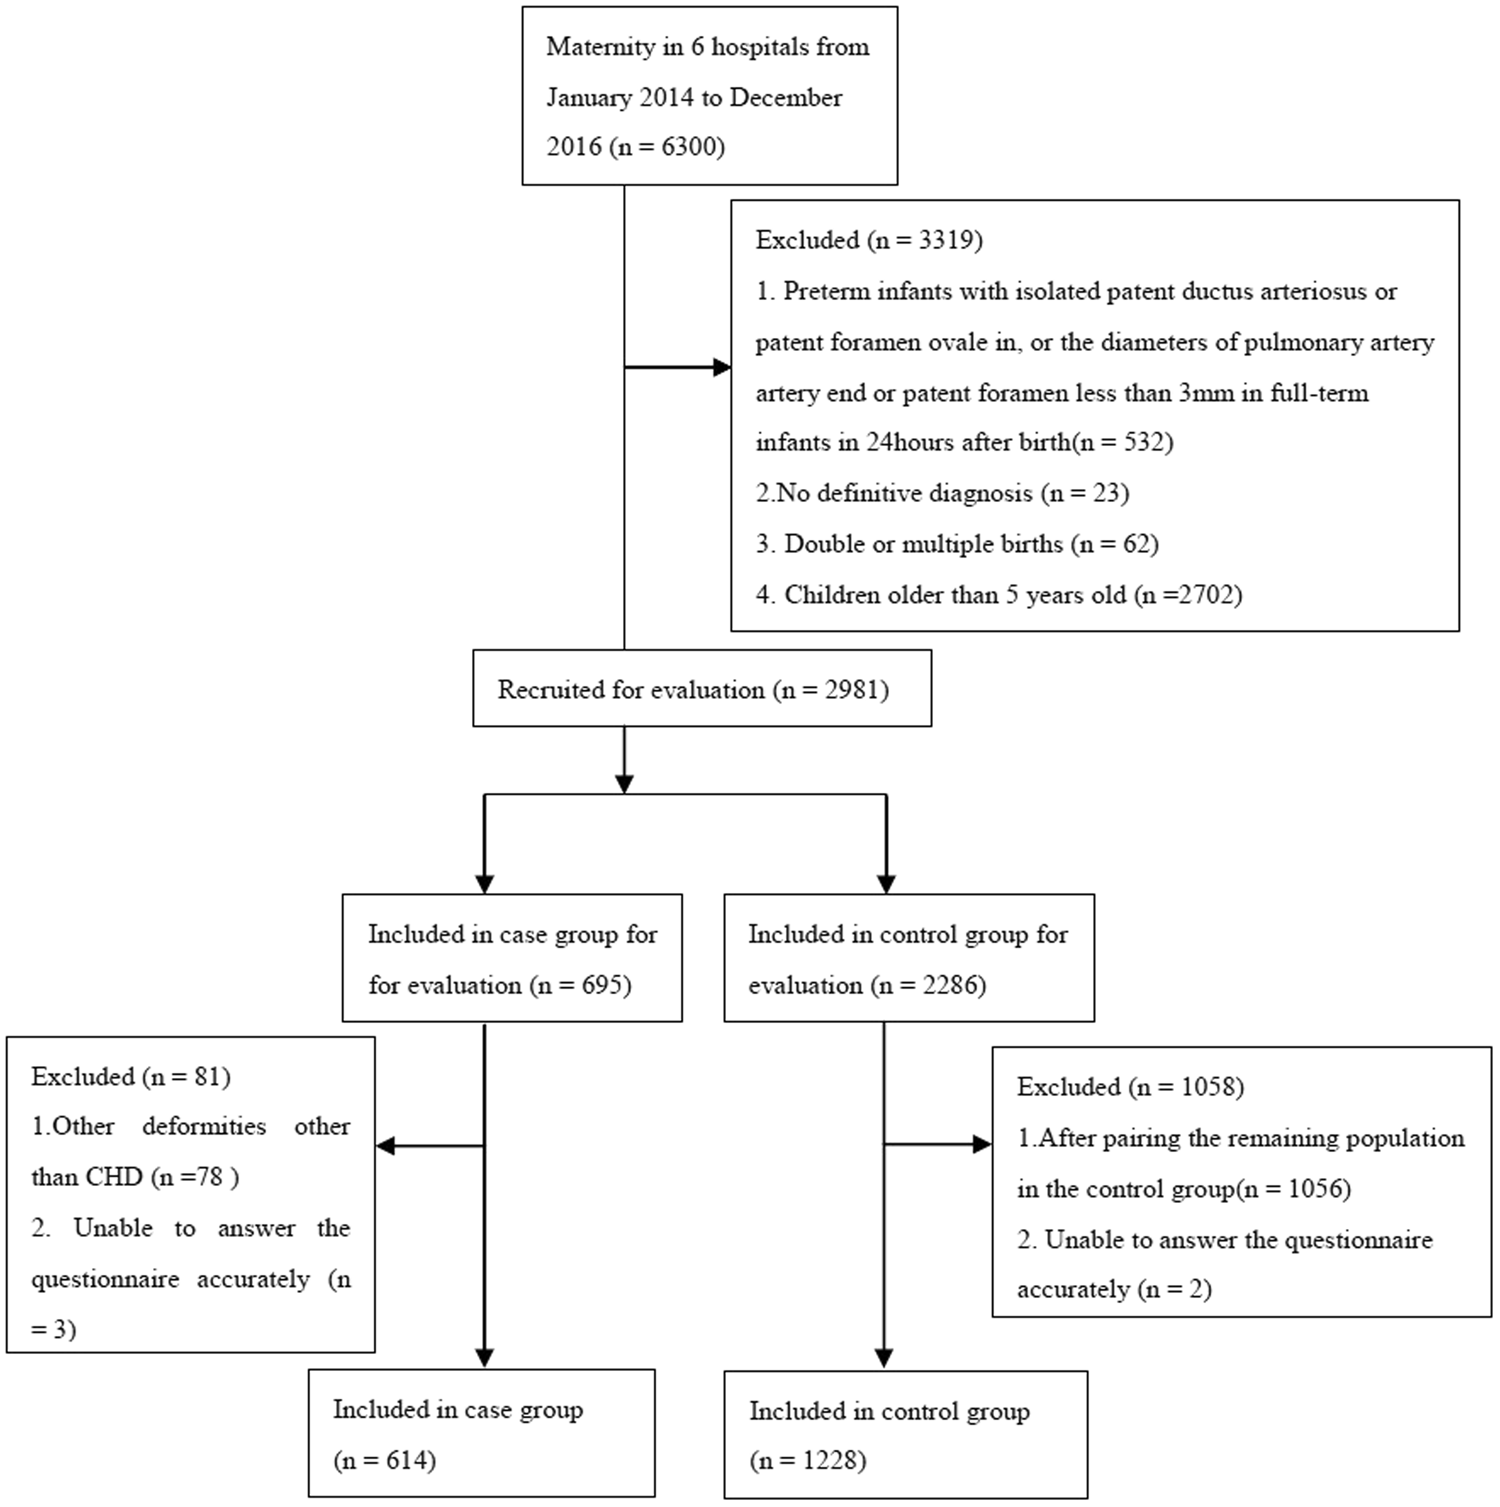 Maternity in 6 hospitals from
January 2014 to December
2016 (n = 6300)
Excluded (n = 3319)
1. Preterm infants with isolated patent ductus arteriosus or
patent foramen ovale in, or the diameters of pulmonary artery
artery end or patent foramen less than 3mm in full-term
infants in 24hours after birth(n = 532)
2.No definitive diagnosis (n = 23)
3. Double or multiple births (n = 62)
4. Children older than 5 years old (n =2702)
Recruited for evaluation (n = 2981)
Included in case group for
for evaluation (n = 695)
Included in control group for
evaluation (n = 2286)
Excluded (n = 81)
1.Other deformities other
than CHD (n =78 )
2. Unable to answer the
questionnaire accurately (n
= 3)
Excluded (n = 1058)
1.After pairing the remaining population
in the control group(n = 1056)
2. Unable to answer the questionnaire
accurately (n = 2)
Included in case group
(n = 614)
Included in control group
(n = 1228)